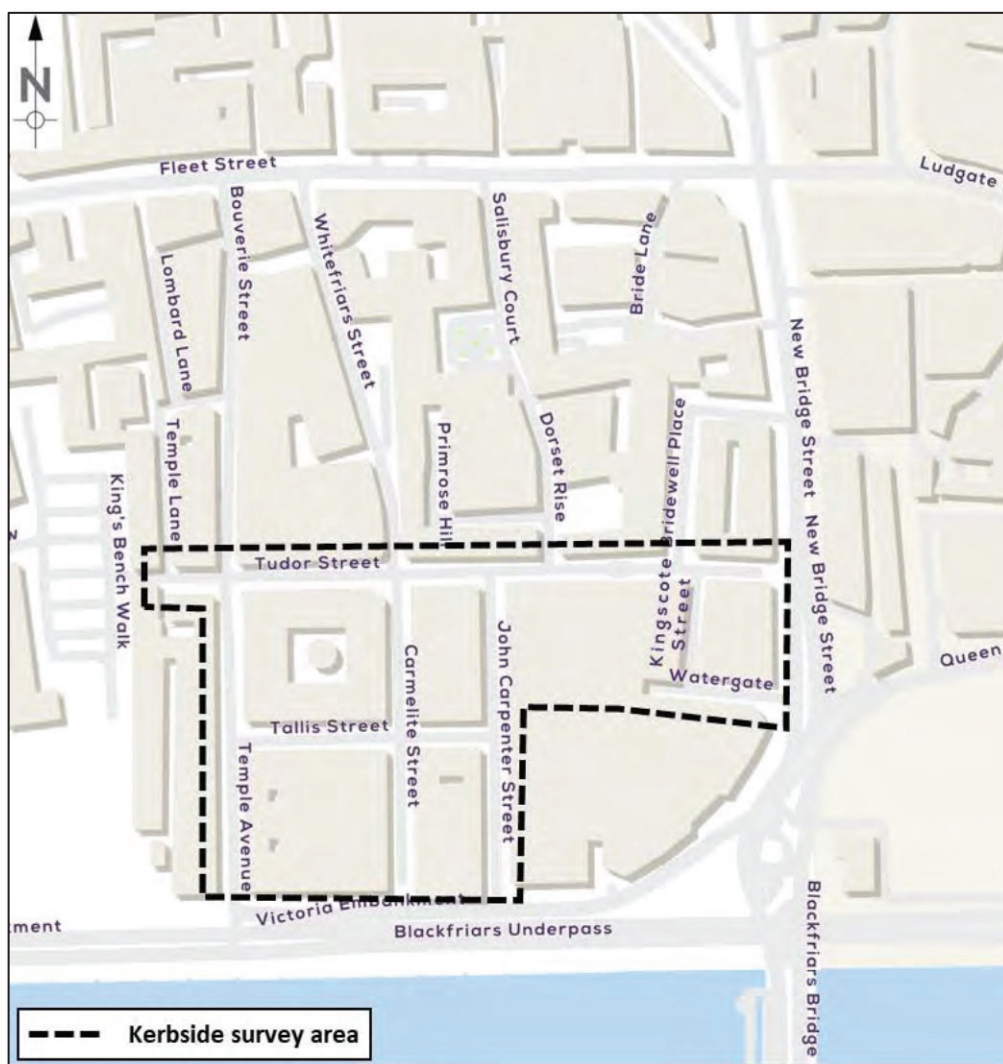 N
Fleet Street
Ludgate
Bouverie Street
Whitefriars Street
Salisbury Court
Bride Lane
Lombard Lane
New Bridge Street
Temple Lane
Primrose Hill
Dorset Rise
Bridewell Place
King's Bench Walk
New Bridge Street
Tudor Street
Kingscote Street
Queen
Watergate
Carmelite Street
John Carpenter Street
Tallis Street
Temple Avenue
Victoria Embankment
kment
Blackfriars Underpass
Blackfriars Bridge
Kerbside survey area